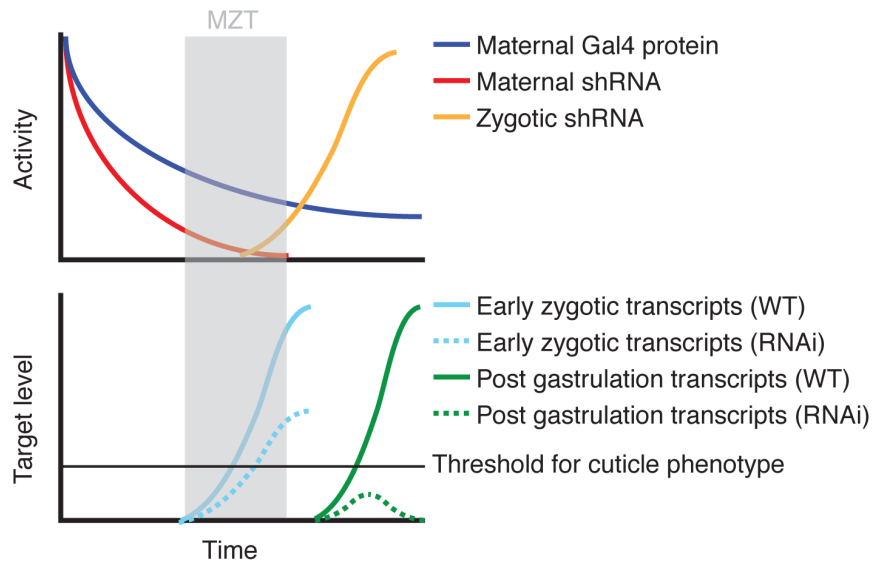 MZT
Activity
Maternal Gal4 protein
Maternal shRNA
Zygotic shRNA
Target level
Early zygotic transcripts (WT)
Early zygotic transcripts (RNAi)
Post gastrulation transcripts (WT)
Post gastrulation transcripts (RNAi)
Threshold for cuticle phenotype
Time